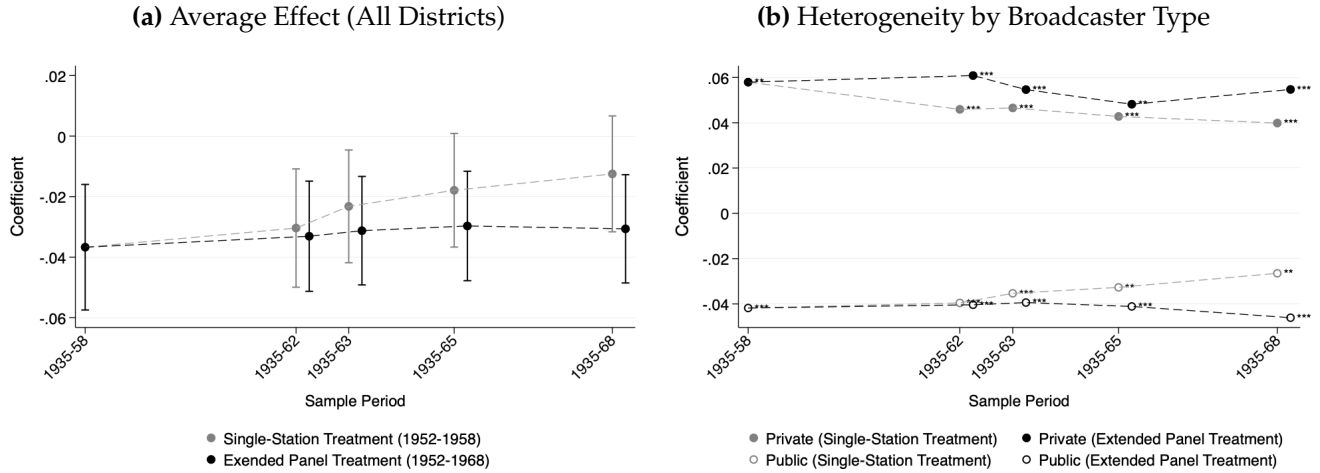 (a) Average Effect (All Districts)
.02
0
-.02
-.04
-.06
Coefficient
1935-58
1935-62
1935-63
1935-65
1935-68
Sample Period
Single-Station Treatment (1952-1958)
Extended Panel Treatment (1952-1968)
(b) Heterogeneity by Broadcaster Type
.06
.04
.02
0
-.02
-.04
Coefficient
** *** *** ** ***
*** *** *** ***
*** *** *** ** **
*** *** *** ***
1935-58
1935-62
1935-63
1935-65
1935-68
Sample Period
Private (Single-Station Treatment) Private (Extended Panel Treatment)
Public (Single-Station Treatment) Public (Extended Panel Treatment)